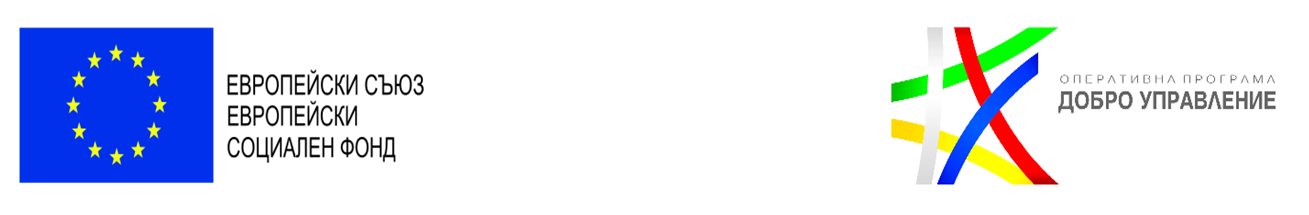 ЕВРОПЕЙСКИ СЪЮЗ
ЕВРОПЕЙСКИ
СОЦИАЛЕН ФОНД
ОПЕРАТИВНА ПРОГРАМА
ДОБРО УПРАВЛЕНИЕ